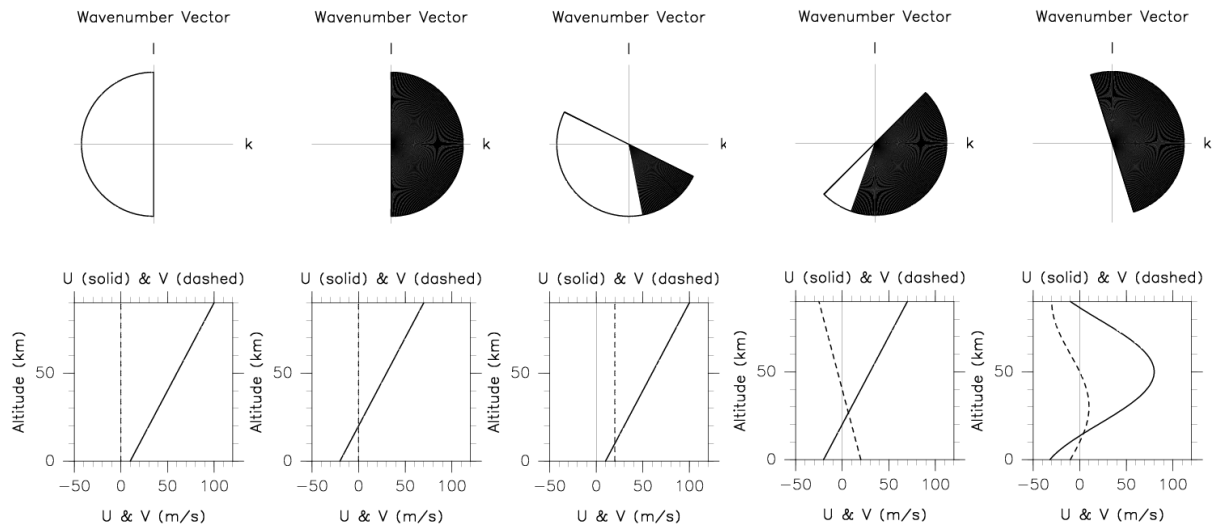 Wavenumber Vector Wavenumber Vector Wavenumber Vector Wavenumber Vector Wavenumber Vector
l l l l l
k k k k k
U (solid) & V (dashed) U (solid) & V (dashed) U (solid) & V (dashed) U (solid) & V (dashed) U (solid) & V (dashed)
Altitude (km) Altitude (km) Altitude (km) Altitude (km) Altitude (km)
50 50 50 50 50
0 0 0 0 0
−50 0 50 100 −50 0 50 100 −50 0 50 100 −50 0 50 100 −50 0 50 100
U & V (m/s) U & V (m/s) U & V (m/s) U & V (m/s) U & V (m/s)